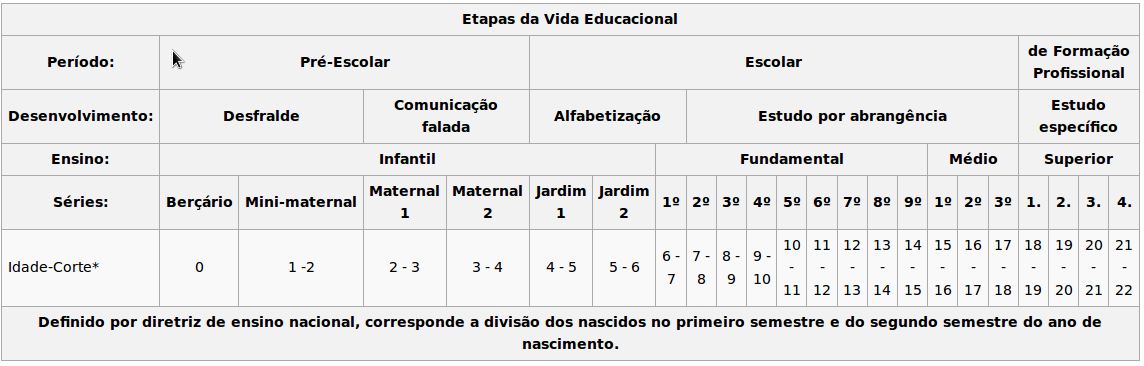 Etapas da Vida Educacional
Período: Pré-Escolar Escolar de Formação
Profissional
Desenvolvimento: Desfralde Comunicação
falada Alfabetização Estudo por abrangência Estudo
específico
Ensino: Infantil Fundamental Médio Superior
Séries: Berçário Mini-maternal Maternal
1 Maternal
2 Jardim
1 Jardim
2 1º 2º 3º 4º 5º 6º 7º 8º 9º 1º 2º 3º 1. 2. 3. 4.
Idade-Corte* 0 1 -2 2 - 3 3 - 4 4 - 5 5 - 6 6 -
7 7 -
8 8 -
9 9 -
10 10
-
11 11
-
12 12
-
13 13
-
14 14
-
15 15
-
16 16
-
17 17
-
18 18
-
19 19
-
20 20
-
21 21
-
22
Definido por diretriz de ensino nacional, corresponde a divisão dos nascidos no primeiro semestre e do segundo semestre do ano de
nascimento.